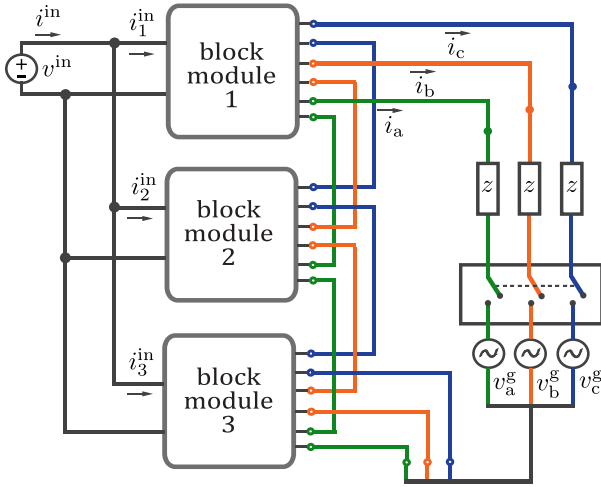 i^in
i_1^in
v^in
block
module
1
i_c
i_b
i_a
z z z
i_2^in
block
module
2
i_3^in
block
module
3
v_a^g v_b^g v_c^g